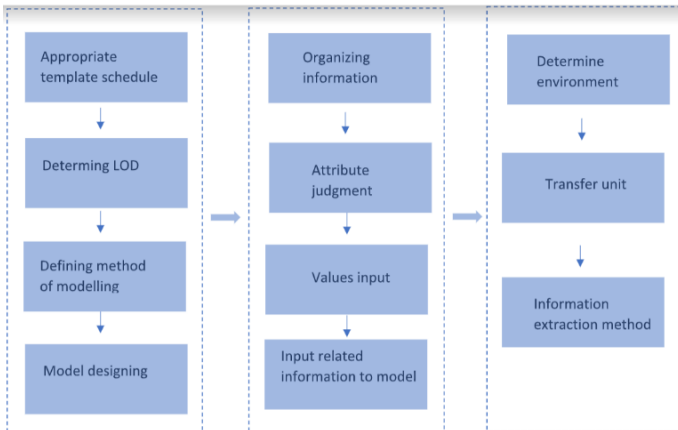 Appropriate
template schedule
Determing LOD
Defining method
of modelling
Model designing
Organizing
information
Attribute
judgment
Values input
Input related
information to model
Determine
environment
Transfer unit
Information
extraction method